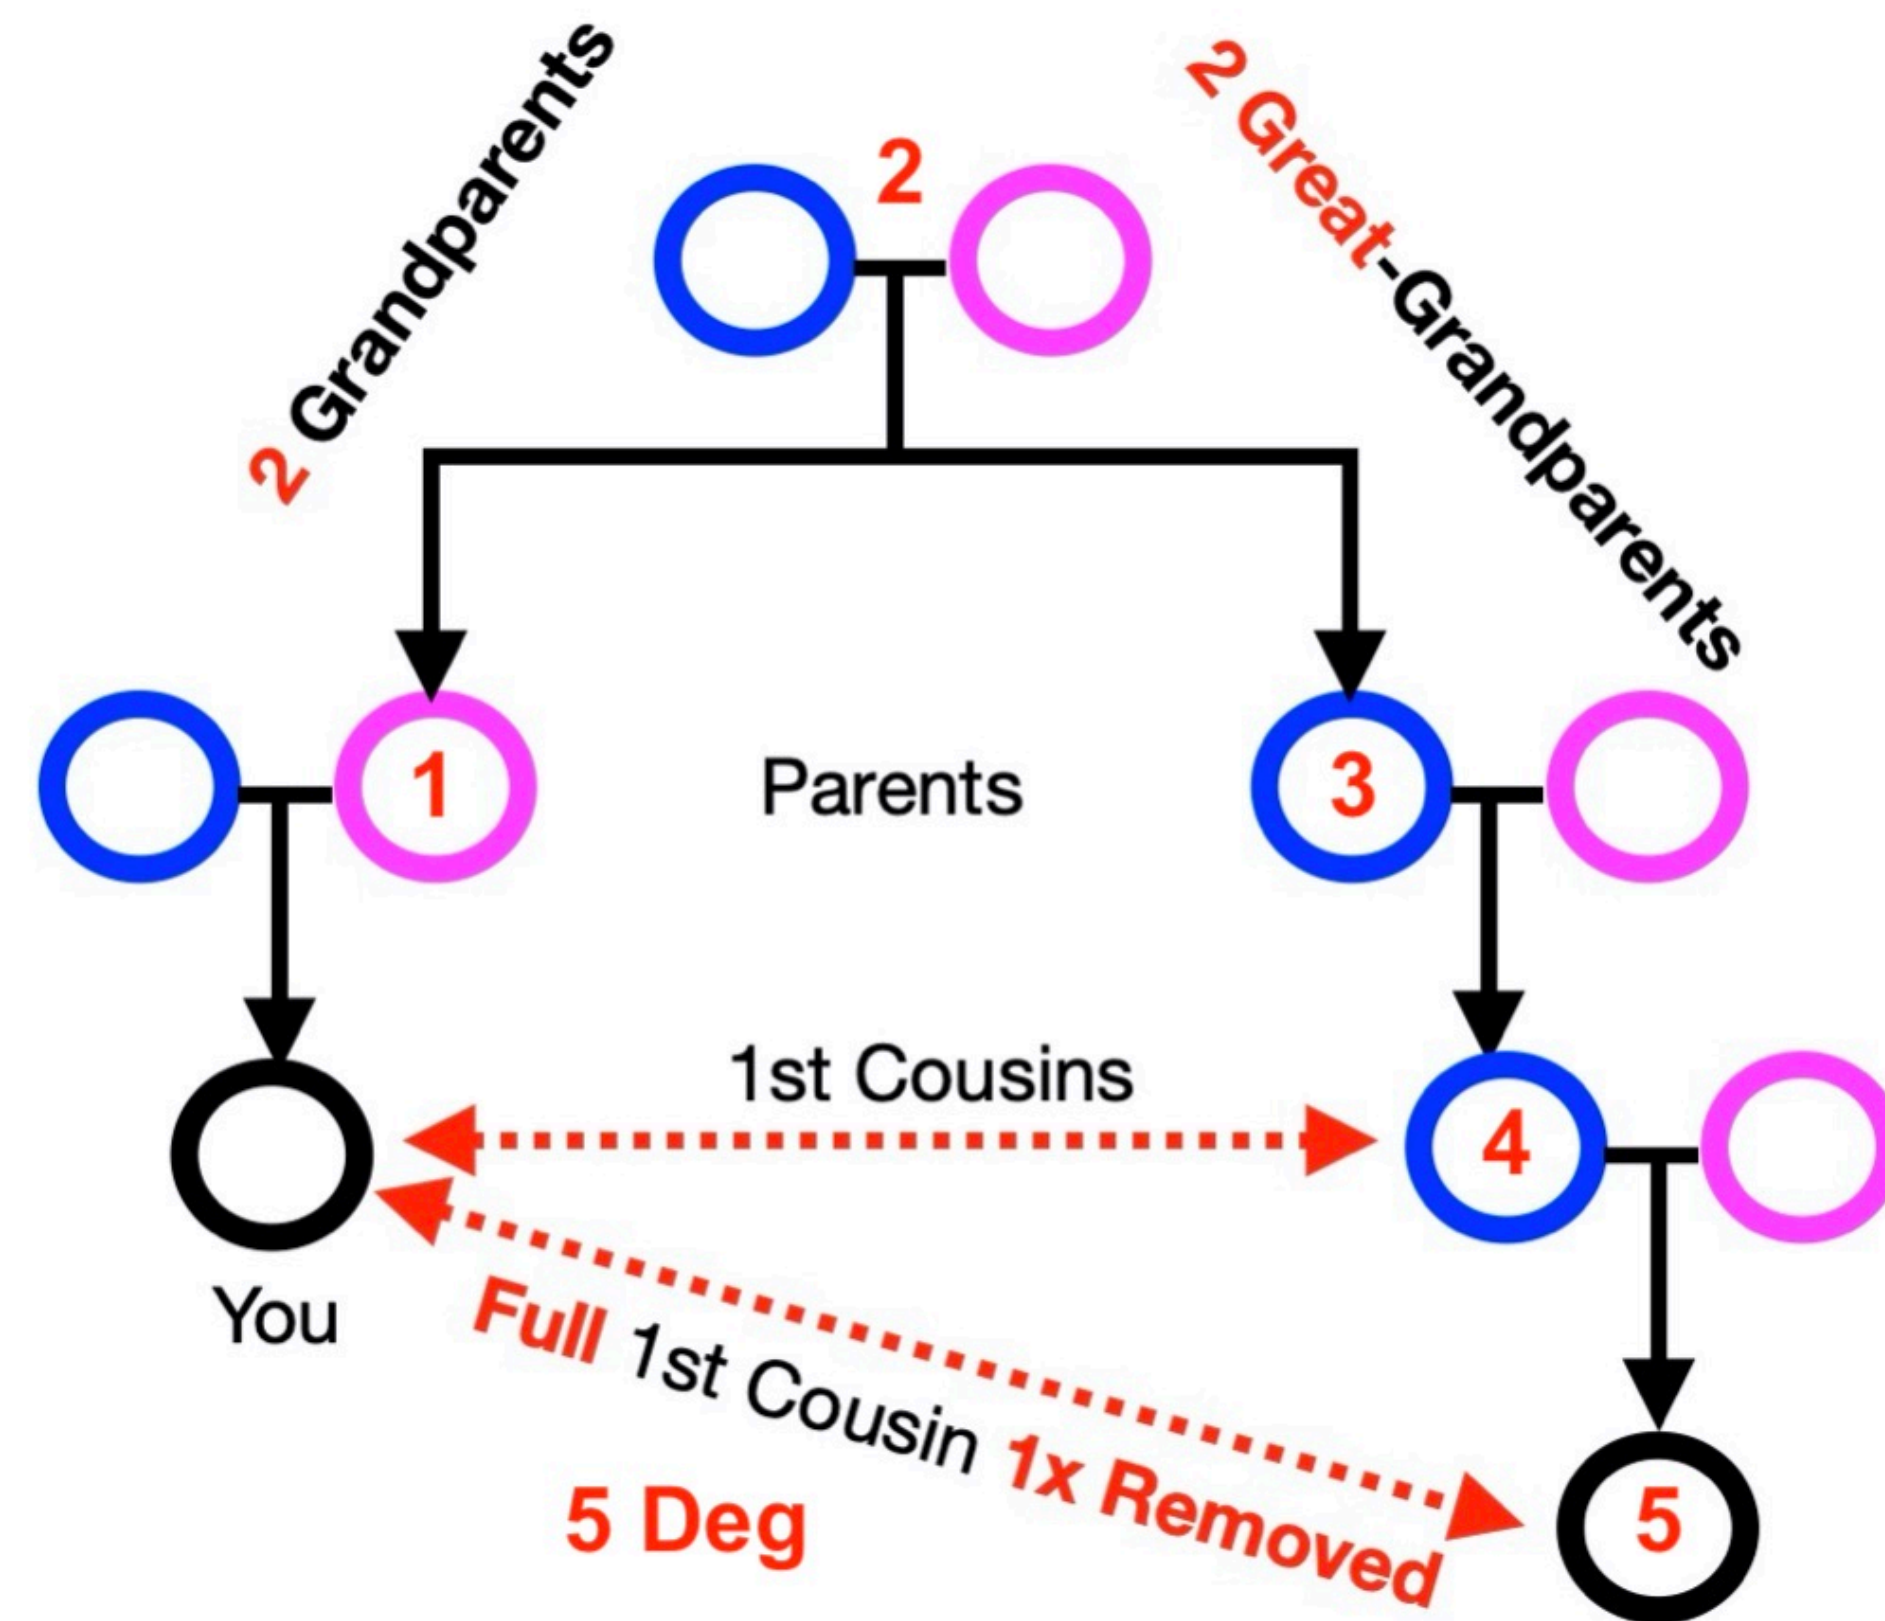 2 Grandparents
2 Great-Grandparents
2
1
Parents
3
1st Cousins
4
You
Full 1st Cousin 1x Removed
5 Deg
5